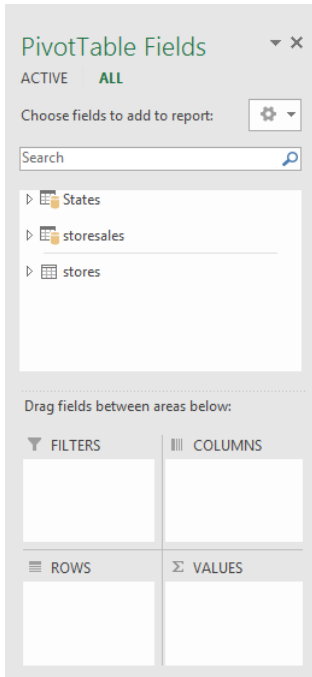 PivotTable Fields
ACTIVE ALL
Choose fields to add to report:
Search
States
storesales
stores
Drag fields between areas below:
FILTERS COLUMNS
ROWS Σ VALUES